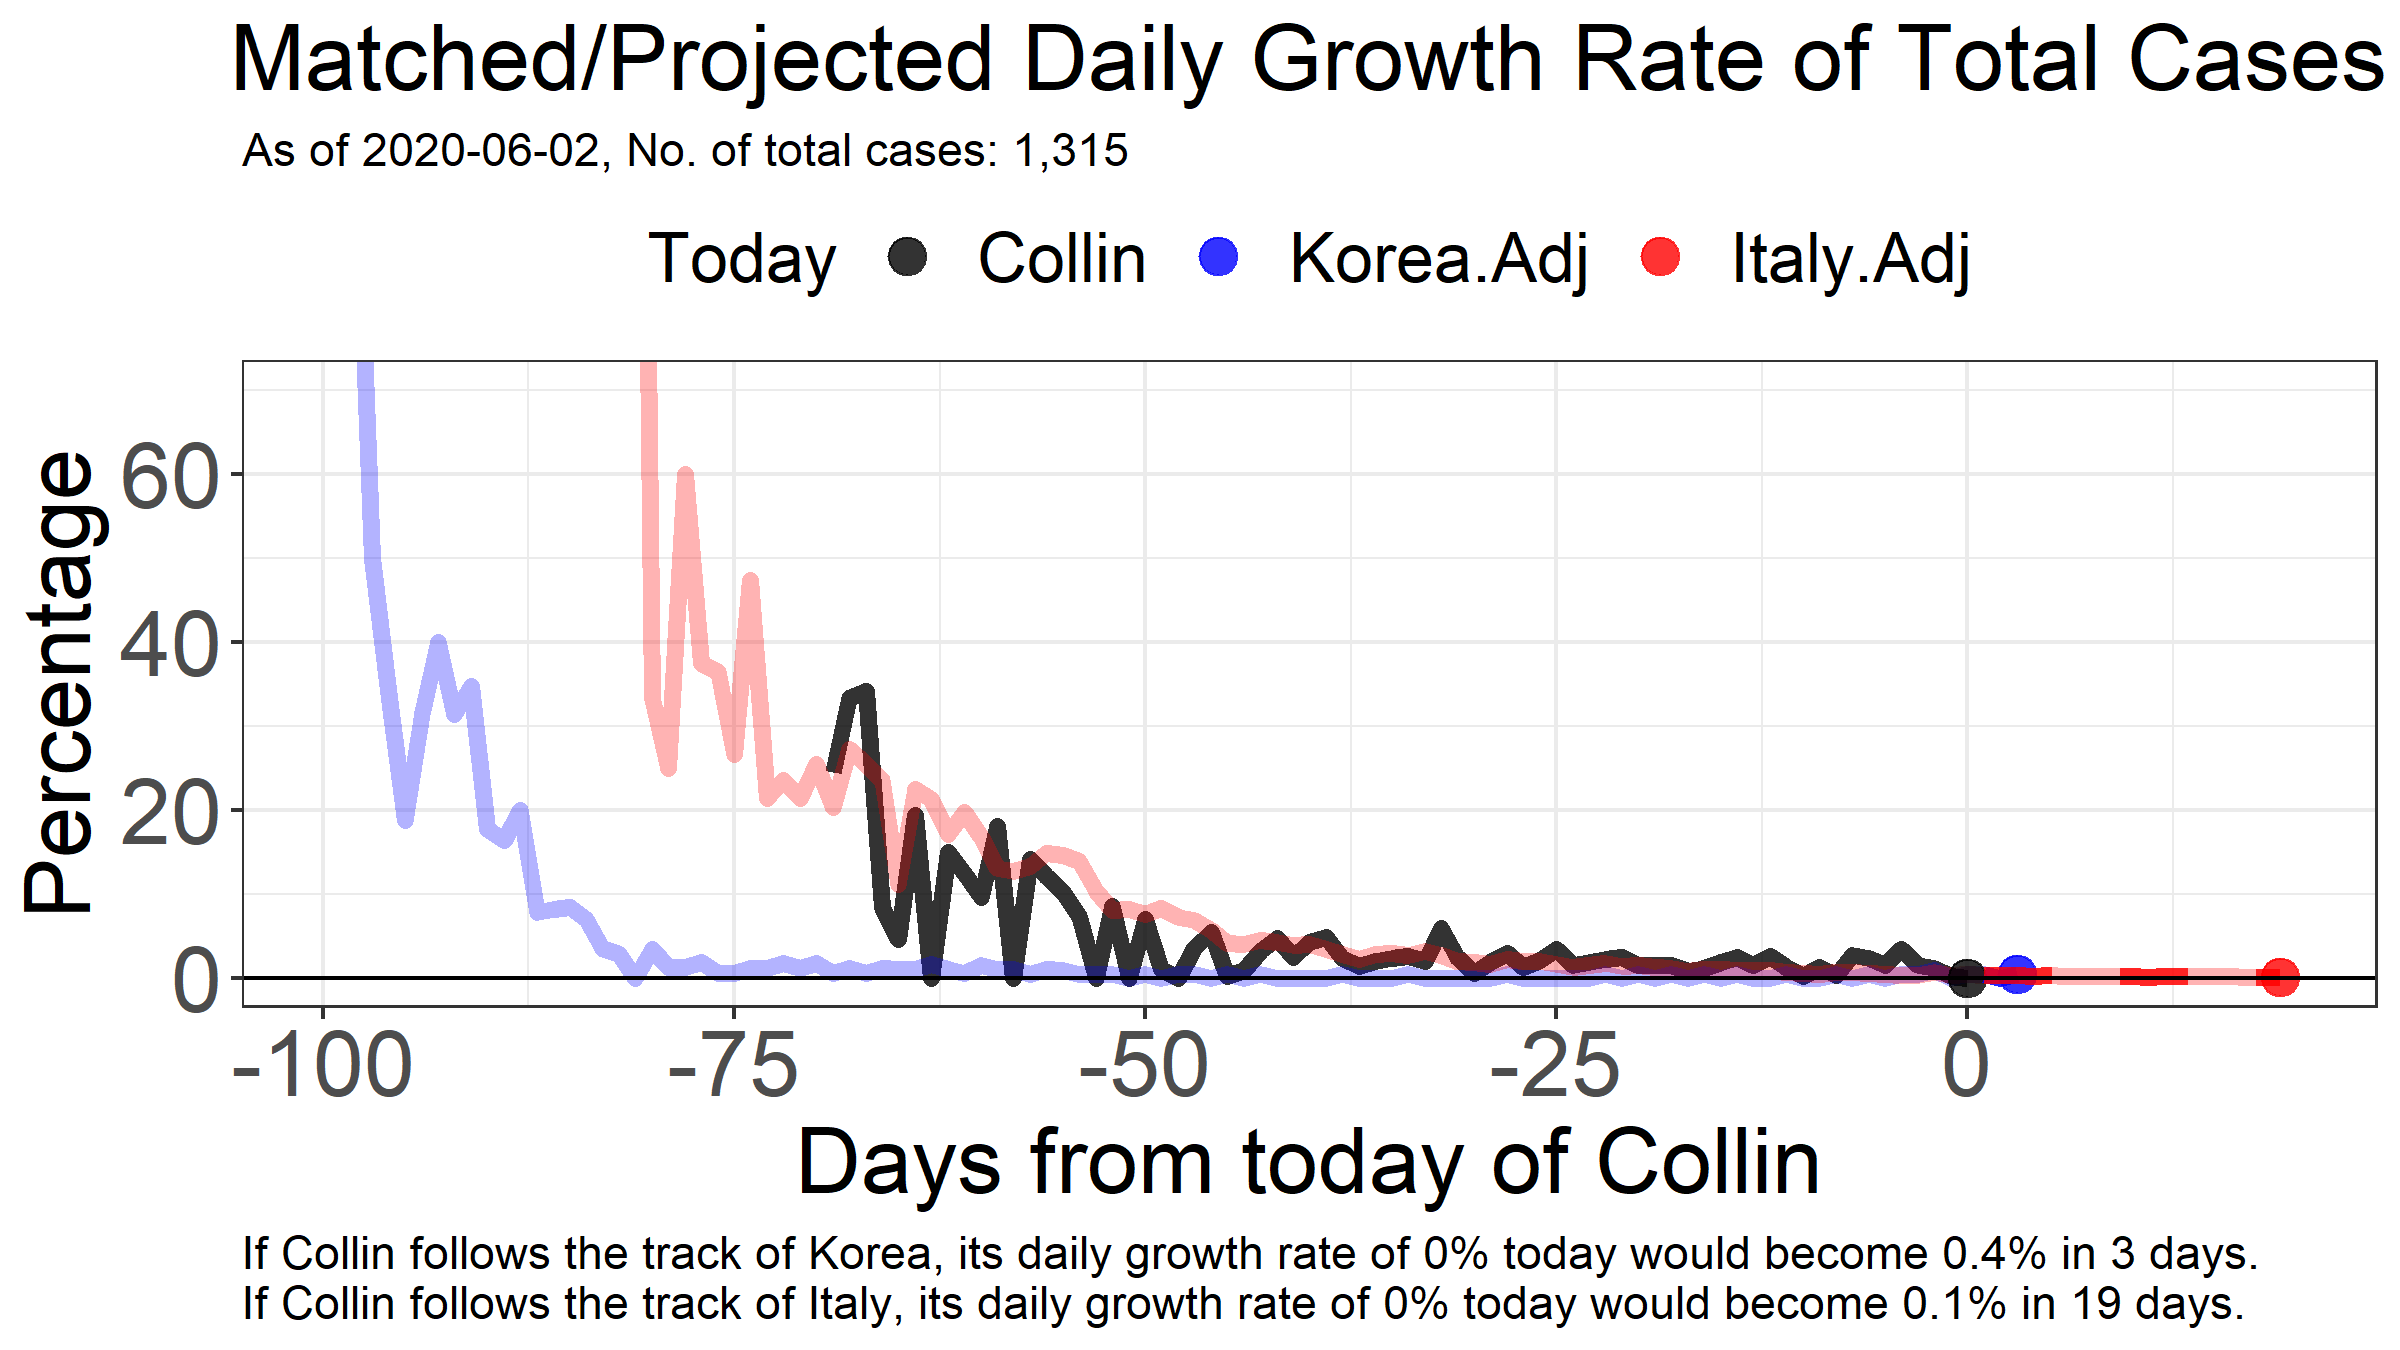 Matched/Projected Daily Growth Rate of Total Cases
As of 2020-06-02, No. of total cases: 1,315
Today Collin Korea.Adj Italy.Adj
Percentage
60
40
20
0
-100 -75 -50 -25 0
Days from today of Collin
If Collin follows the track of Korea, its daily growth rate of 0% today would become 0.4% in 3 days.
If Collin follows the track of Italy, its daily growth rate of 0% today would become 0.1% in 19 days.